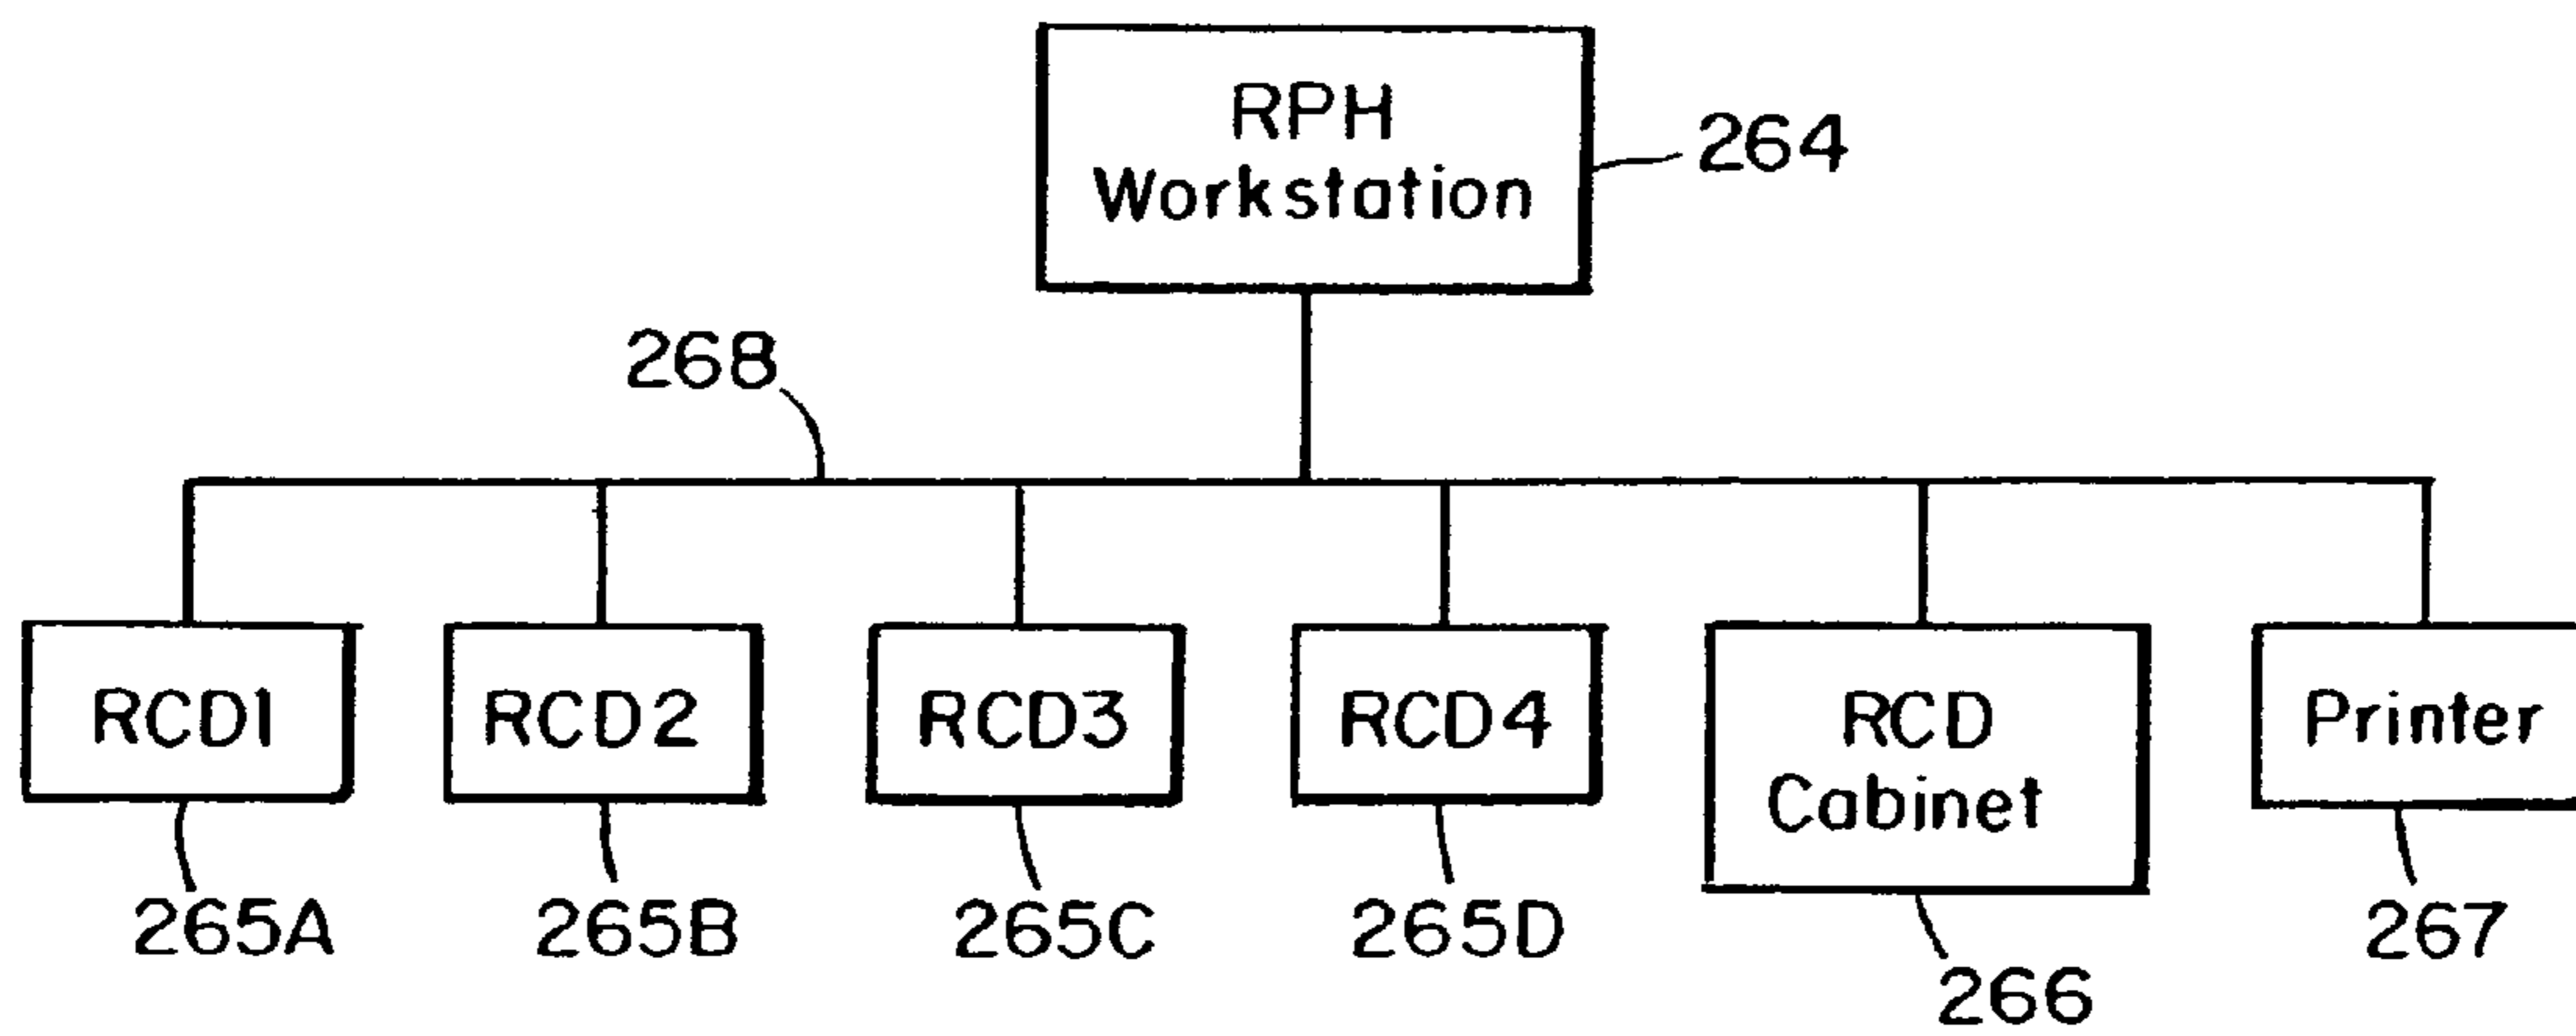 RPH
Workstation
264
268
RCD1
RCD2
RCD3
RCD4
RCD
Cabinet
Printer
265A
265B
265C
265D
266
267